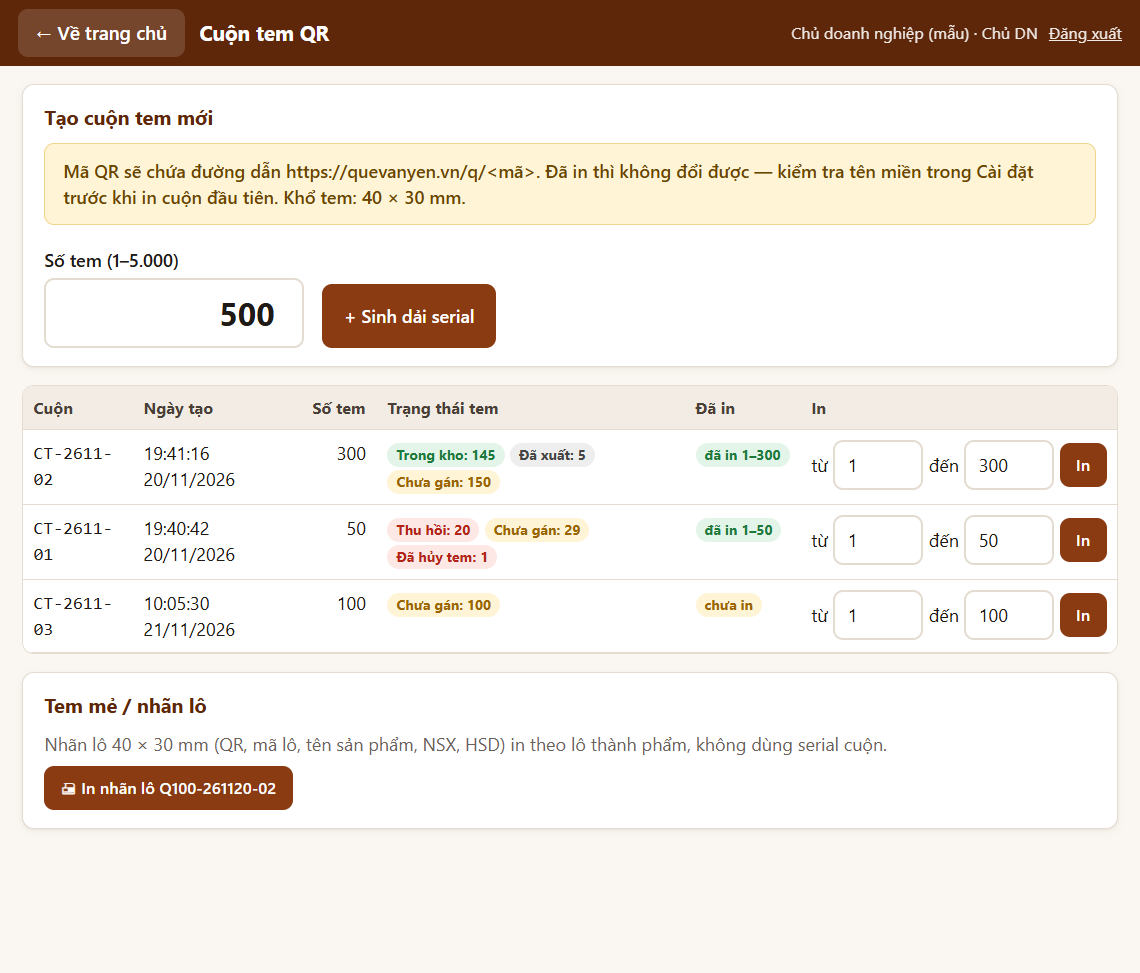 ← Về trang chủ
Cuộn tem QR
Chủ doanh nghiệp (mẫu) · Chủ DN Đăng xuất
Tạo cuộn tem mới
Mã QR sẽ chứa đường dẫn https://quevanyen.vn/q/<mã>. Đã in thì không đổi được — kiểm tra tên miền trong Cài đặt
trước khi in cuộn đầu tiên. Khổ tem: 40 × 30 mm.
Số tem (1–5.000)
500
+ Sinh dải serial
Cuộn Ngày tạo Số tem Trạng thái tem Đã in In
CT-2611-02 19:41:16 20/11/2026 300 Trong kho: 145 Đã xuất: 5 Chưa gán: 150 đã in 1–300 từ 1 đến 300 In
CT-2611-01 19:40:42 20/11/2026 50 Thu hồi: 20 Chưa gán: 29 Đã hủy tem: 1 đã in 1–50 từ 1 đến 50 In
CT-2611-03 10:05:30 21/11/2026 100 Chưa gán: 100 chưa in từ 1 đến 100 In
Tem mẻ / nhãn lô
Nhãn lô 40 × 30 mm (QR, mã lô, tên sản phẩm, NSX, HSD) in theo lô thành phẩm, không dùng serial cuộn.
In nhãn lô Q100-261120-02